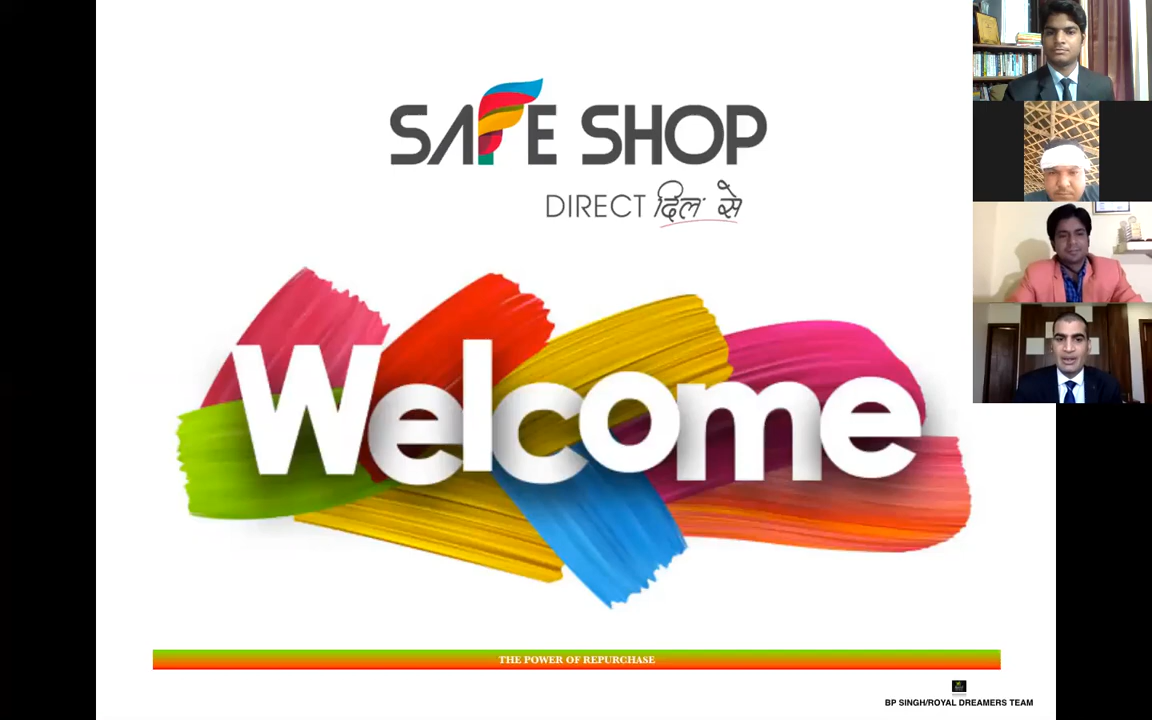 SAFE SHOP
DIRECT दिल से
Welcome
THE POWER OF REPURCHASE
BP SINGH/ROYAL DREAMERS TEAM